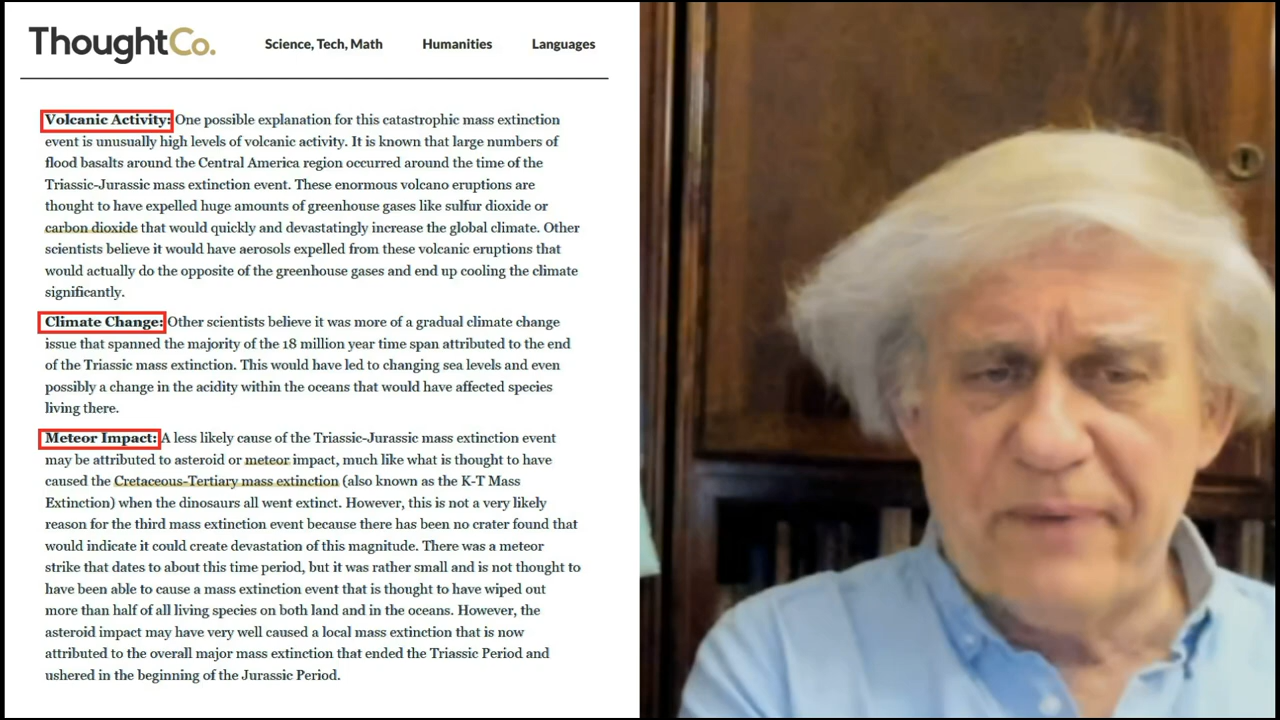 ThoughtCo.
Science, Tech, Math Humanities Languages
Volcanic Activity: One possible explanation for this catastrophic mass extinction
event is unusually high levels of volcanic activity. It is known that large numbers of
flood basalts around the Central America region occurred around the time of the
Triassic-Jurassic mass extinction event. These enormous volcano eruptions are
thought to have expelled huge amounts of greenhouse gases like sulfur dioxide or
carbon dioxide that would quickly and devastatingly increase the global climate. Other
scientists believe it would have aerosols expelled from these volcanic eruptions that
would actually do the opposite of the greenhouse gases and end up cooling the climate
significantly.
Climate Change: Other scientists believe it was more of a gradual climate change
issue that spanned the majority of the 18 million year time span attributed to the end
of the Triassic mass extinction. This would have led to changing sea levels and even
possibly a change in the acidity within the oceans that would have affected species
living there.
Meteor Impact: A less likely cause of the Triassic-Jurassic mass extinction event
may be attributed to asteroid or meteor impact, much like what is thought to have
caused the Cretaceous-Tertiary mass extinction (also known as the K-T Mass
Extinction) when the dinosaurs all went extinct. However, this is not a very likely
reason for the third mass extinction event because there has been no crater found that
would indicate it could create devastation of this magnitude. There was a meteor
strike that dates to about this time period, but it was rather small and is not thought to
have been able to cause a mass extinction event that is thought to have wiped out
more than half of all living species on both land and in the oceans. However, the
asteroid impact may have very well caused a local mass extinction that is now
attributed to the overall major mass extinction that ended the Triassic Period and
ushered in the beginning of the Jurassic Period.